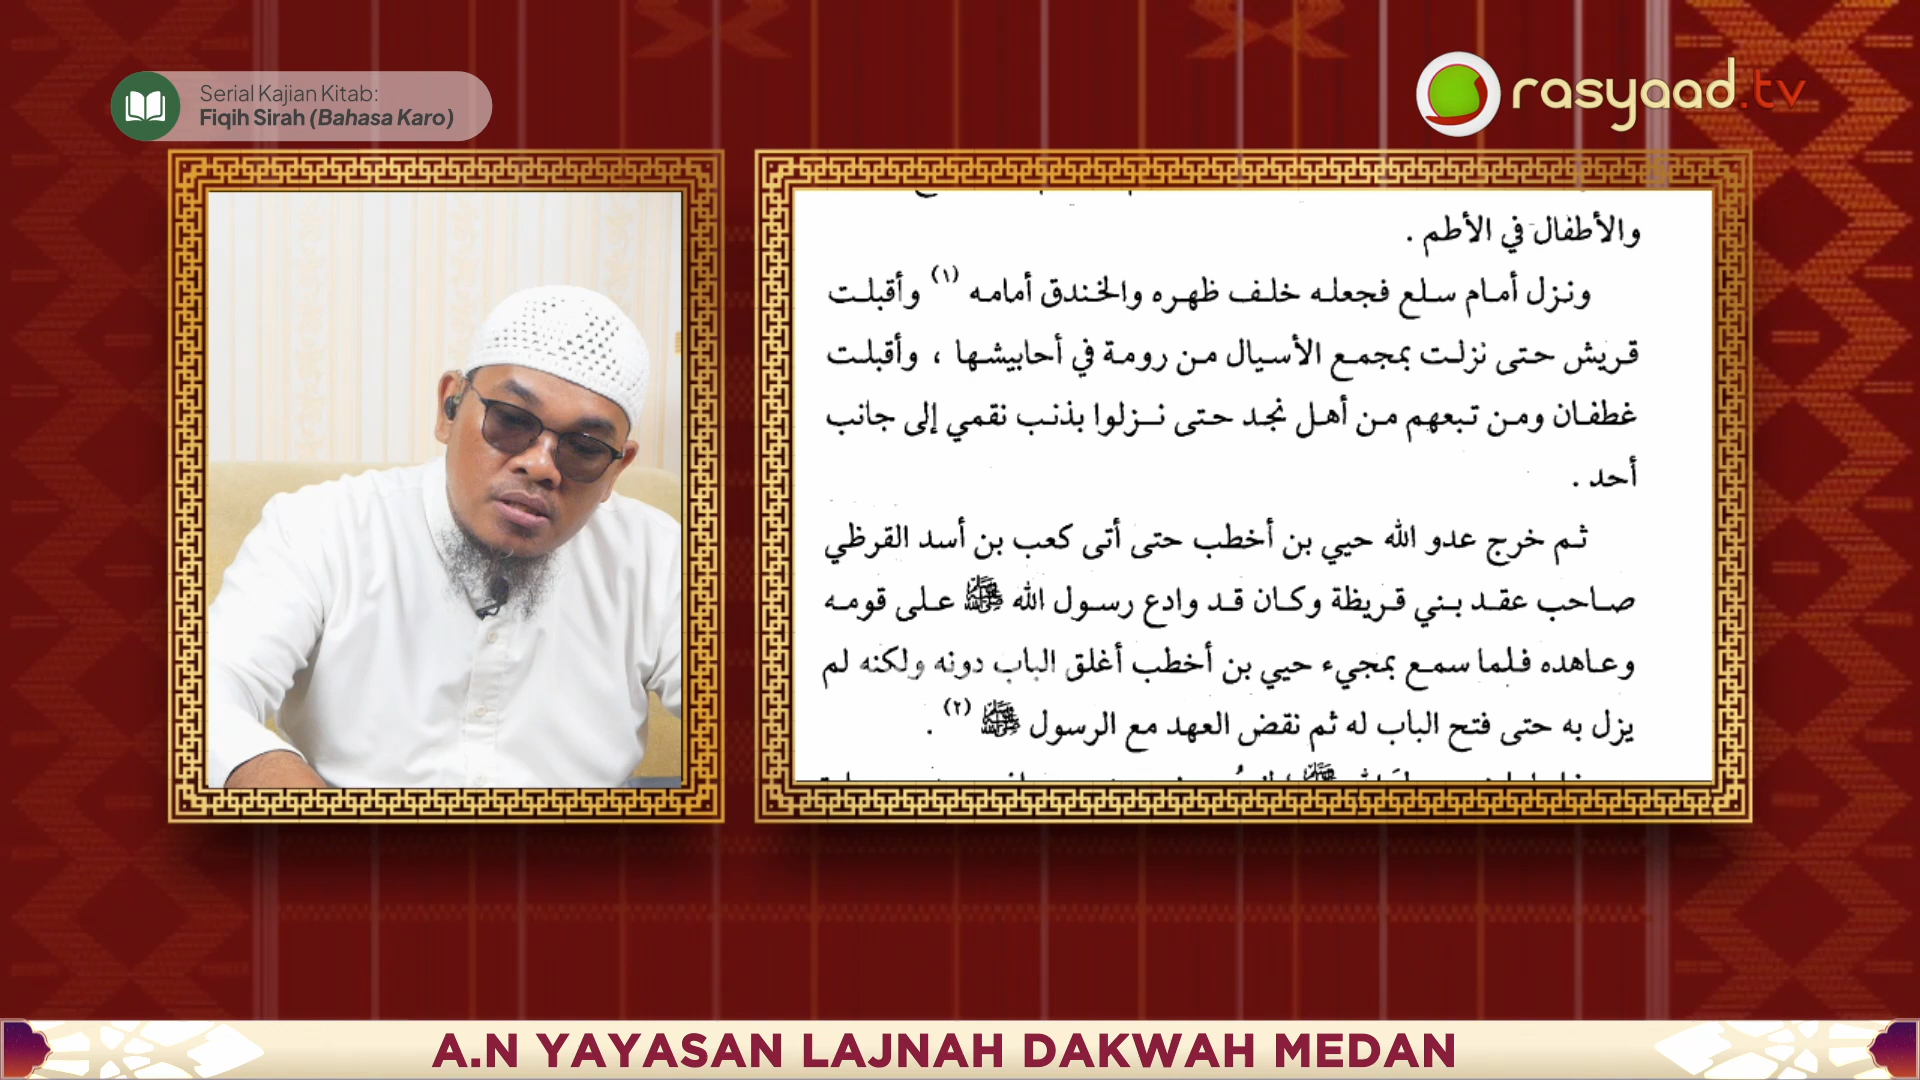 Serial Kajian Kitab:
Fiqih Sirah (Bahasa Karo)
rasyaad.tv
والأطفال في الأطم .
ونزل أمام سلع فجعله خلف ظهره والخندق أمامه (١) وأقبلت
قريش حتى نزلت بمجمع الأسيال من رومة في أحابيشها ، وأقبلت
غطفان ومن تبعهم من أهل نجد حتى نزلوا بذنب نقمي إلى جانب
أحد .
ثم خرج عدو الله حيي بن أخطب حتى أتى كعب بن أسد القرظي
صاحب عقد بني قريظة وكان قد وادع رسول الله ﷺ على قومه
وعاهده فلما سمع بمجيء حيي بن أخطب أغلق الباب دونه ولكنه لم
يزل به حتى فتح الباب له ثم نقض العهد مع الرسول ﷺ (٢) .
A.N YAYASAN LAJNAH DAKWAH MEDAN